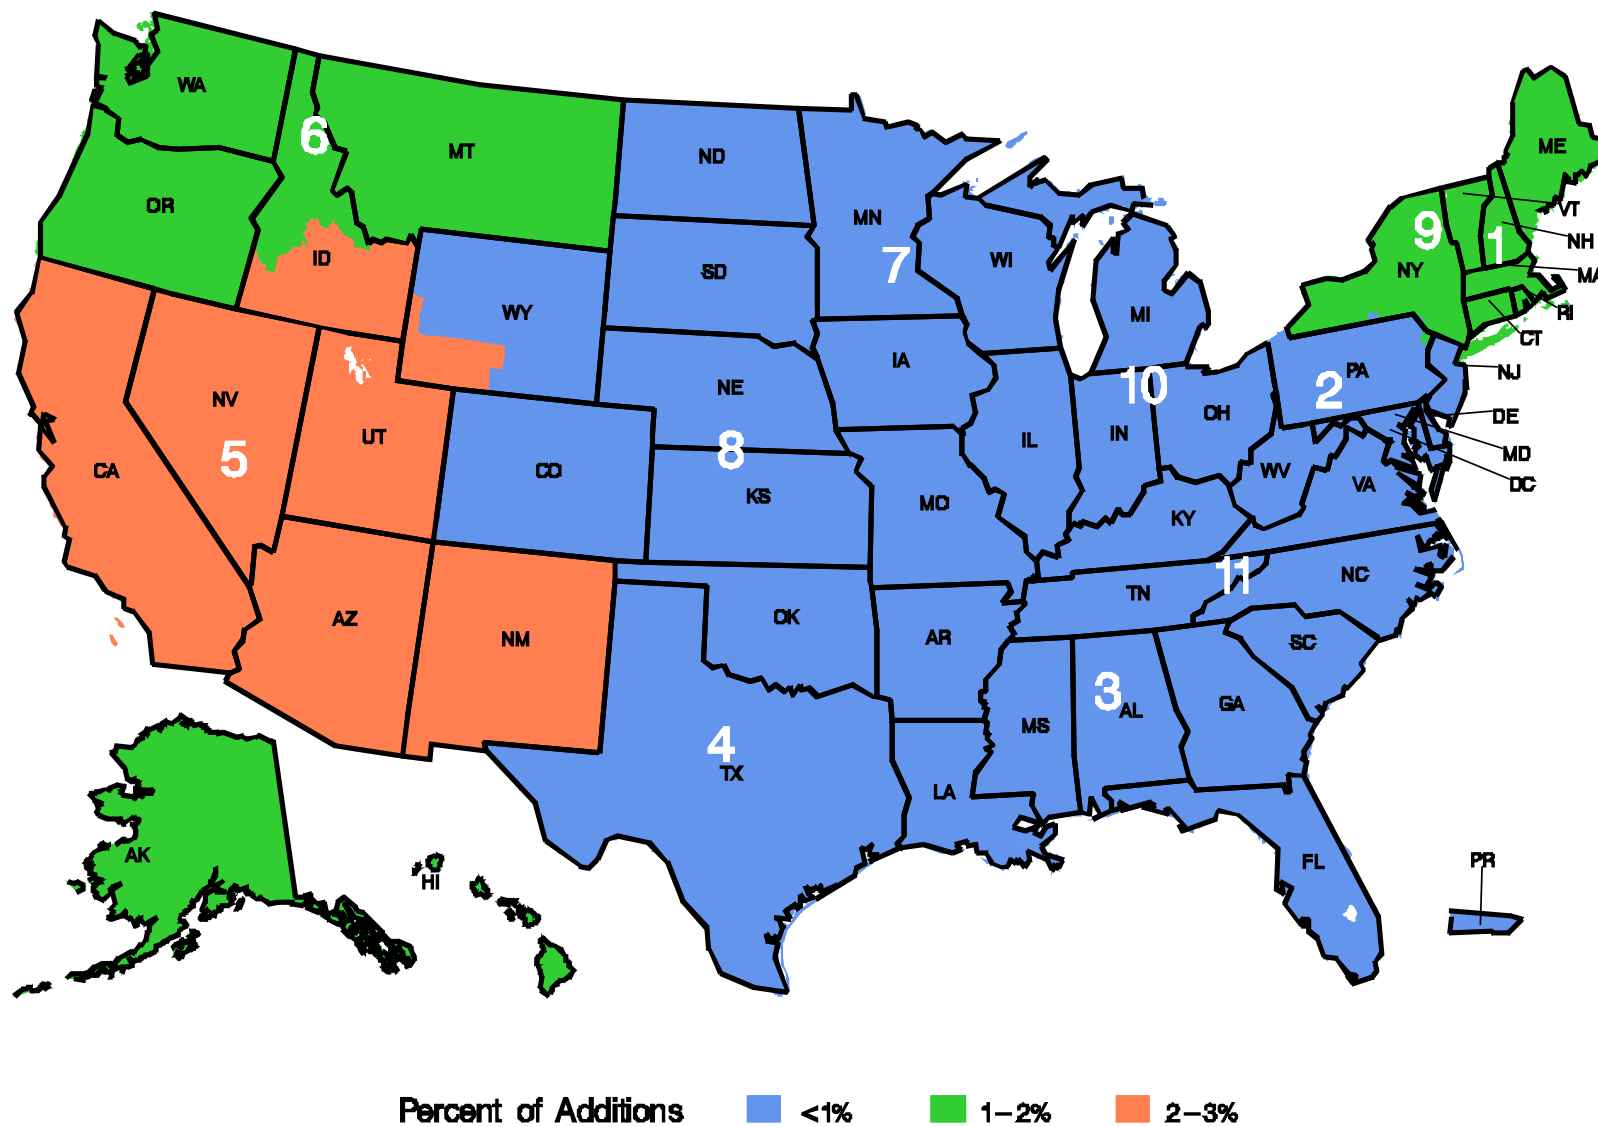 WA
6
MT
ND
MN
ME
OR
VT
9
1
NH
ID
SD
7
WI
NY
MA
WY
MI
RI
CT
IA
NV
NE
10
PA
NJ
2
UT
OH
DE
5
CA
CO
8
IL
IN
MD
KS
WV
VA
DC
MO
KY
AZ
NM
OK
AR
TN
11
NC
SC
3
AL
GA
MS
4
TX
LA
AK
HI
FL
PR
Percent of Additions <1% 1-2% 2-3%